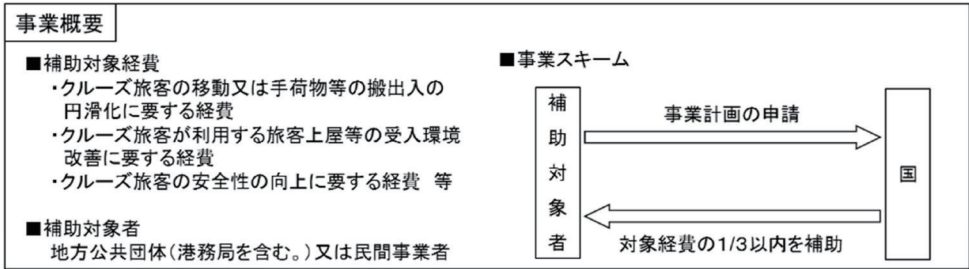 事業概要
■補助対象経費
・クルーズ旅客の移動又は手荷物等の搬出入の
円滑化に要する経費
・クルーズ旅客が利用する旅客上屋等の受入環境
改善に要する経費
・クルーズ旅客の安全性の向上に要する経費 等
■補助対象者
地方公共団体(港務局を含む。)又は民間事業者
■事業スキーム
補助対象者
事業計画の申請
国
対象経費の1/3以内を補助